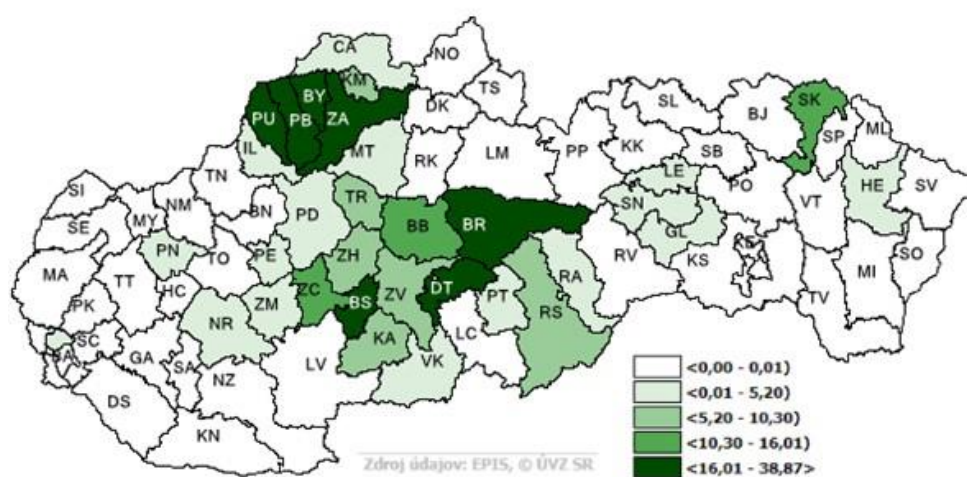 CA
NO
KM
TS
BY
PU
PB
ZA
DK
SL
BJ
SK
IL
MT
RK
LM
PP
KK
SB
SP
ML
TN
LE
PO
HE
SV
SI
NM
BN
PD
TR
SN
VT
MY
SE
BB
BR
GL
PN
TO
PE
ZH
RV
KS
KE
SO
MA
TT
HC
ZC
BS
ZV
DT
PT
RA
MI
PK
NR
ZM
RS
TV
SC
BA
GA
SA
KA
LC
LV
VK
DS
NZ
KN
<0,00 - 0,01)
<0,01 - 5,20)
<5,20 - 10,30)
<10,30 - 16,01)
<16,01 - 38,87>
Zdroj údajov: EPIS, © ÚVZ SR